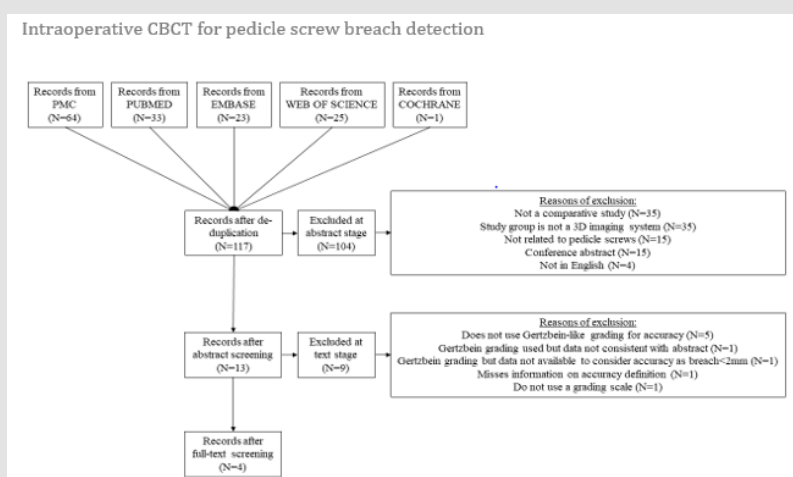 Intraoperative CBCT for pedicle screw breach detection
Records from
PMC
(N=64)
Records from
PUBMED
(N=33)
Records from
EMBASE
(N=23)
Records from
WEB OF SCIENCE
(N=25)
Records from
COCHRANE
(N=1)
Records after de-
duplication
(N=117)
Excluded at
abstract stage
(N=104)
Reasons of exclusion:
Not a comparative study (N=35)
Study group is not a 3D imaging system (N=35)
Not related to pedicle screws (N=15)
Conference abstract (N=15)
Not in English (N=4)
Records after
abstract screening
(N=13)
Excluded at
text stage
(N=9)
Reasons of exclusion:
Does not use Gertzbein-like grading for accuracy (N=5)
Gertzbein grading used but data not consistent with abstract (N=1)
Gertzbein grading but data not available to consider accuracy as breach<2mm (N=1)
Misses information on accuracy definition (N=1)
Do not use a grading scale (N=1)
Records after
full-text screening
(N=4)